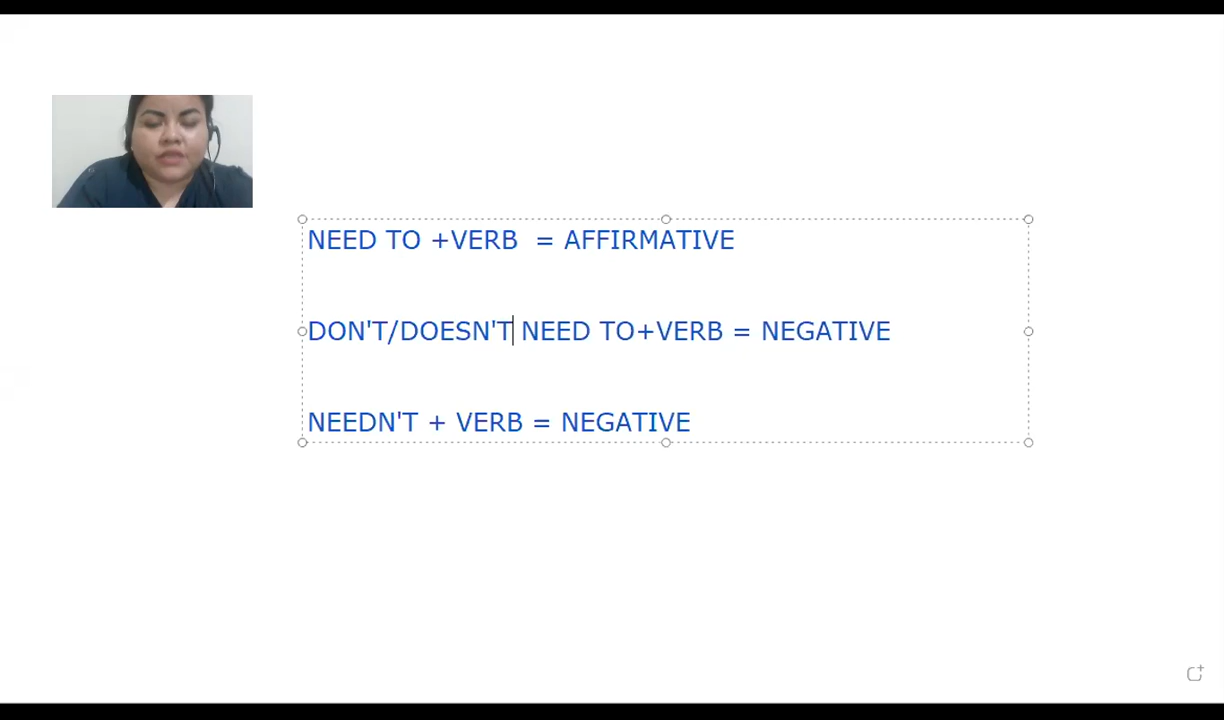 NEED TO +VERB  = AFFIRMATIVE
DON'T/DOESN'T NEED TO+VERB = NEGATIVE
NEEDN'T + VERB = NEGATIVE